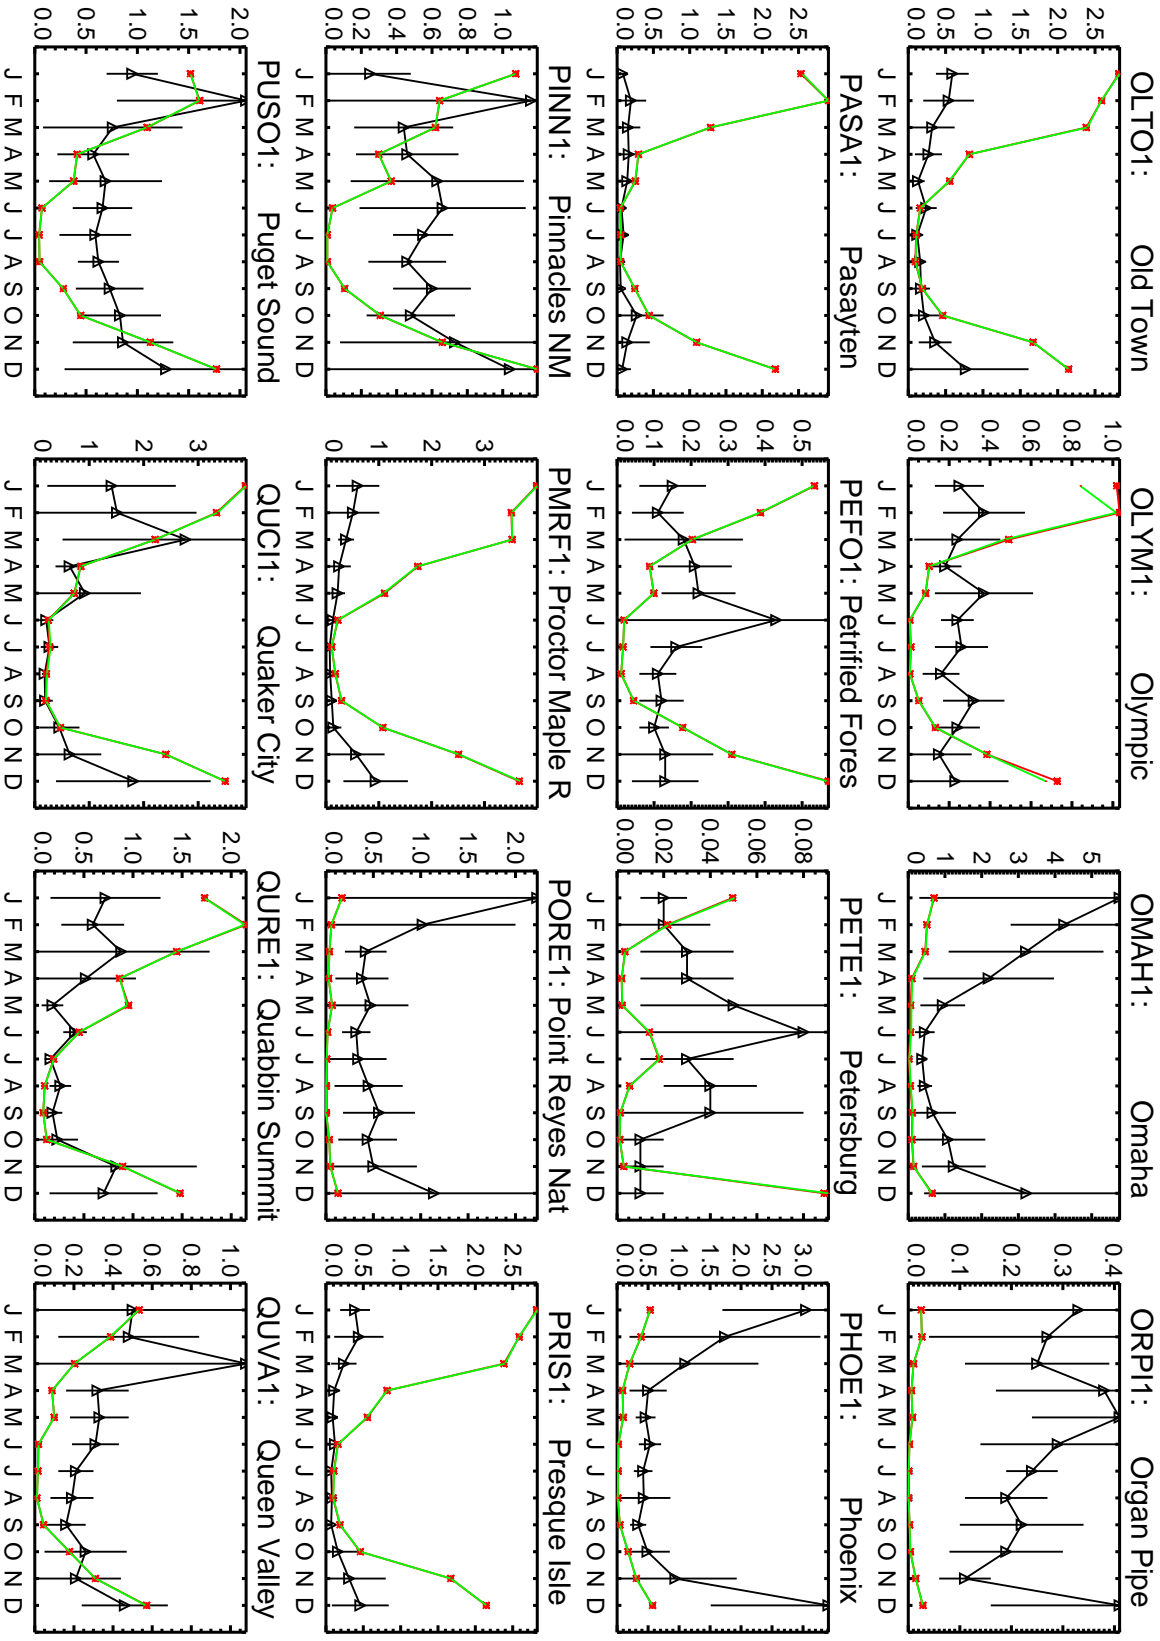 OLTO1: Old Town
2.5
2.0
1.5
1.0
0.5
0.0
J F M A M J J A S O N D
OLYM1: Olympic
1.0
0.8
0.6
0.4
0.2
0.0
J F M A M J J A S O N D
OMAH1: Omaha
5
4
3
2
1
0
J F M A M J J A S O N D
ORPI1: Organ Pipe
0.4
0.3
0.2
0.1
0.0
J F M A M J J A S O N D
PASA1: Pasayten
2.5
2.0
1.5
1.0
0.5
0.0
J F M A M J J A S O N D
PEFO1: Petrified Fores
0.5
0.4
0.3
0.2
0.1
0.0
J F M A M J J A S O N D
PETE1: Petersburg
0.08
0.06
0.04
0.02
0.00
J F M A M J J A S O N D
PHOE1: Phoenix
3.0
2.5
2.0
1.5
1.0
0.5
0.0
J F M A M J J A S O N D
PINN1: Pinnacles NM
1.0
0.8
0.6
0.4
0.2
0.0
J F M A M J J A S O N D
PMRF1: Proctor Maple R
3
2
1
0
J F M A M J J A S O N D
PORE1: Point Reyes Nat
2.0
1.5
1.0
0.5
0.0
J F M A M J J A S O N D
PRIS1: Presque Isle
2.5
2.0
1.5
1.0
0.5
0.0
J F M A M J J A S O N D
PUSO1: Puget Sound
2.0
1.5
1.0
0.5
0.0
J F M A M J J A S O N D
QUCI1: Quaker City
3
2
1
0
J F M A M J J A S O N D
QURE1: Quabbin Summit
2.0
1.5
1.0
0.5
0.0
J F M A M J J A S O N D
QUVA1: Queen Valley
1.0
0.8
0.6
0.4
0.2
0.0
J F M A M J J A S O N D